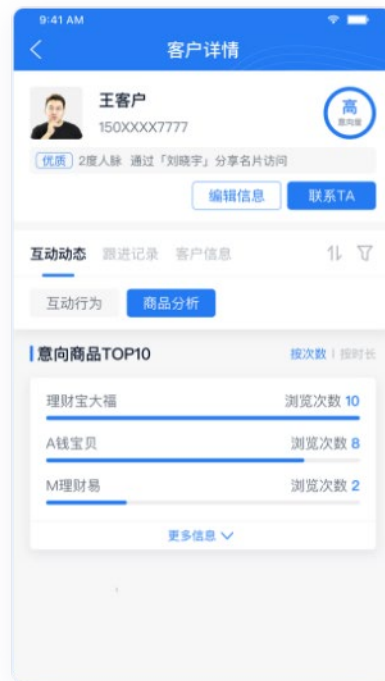 9:41 AM
客户详情
王客户
150XXXX7777
高
意向度
优质 2度人脉 通过「刘晓宇」分享名片访问
编辑信息 联系TA
互动动态 跟进记录 客户信息
互动行为 商品分析
意向商品TOP10 按次数 | 按时长
理财宝大福 浏览次数 10
A钱宝贝 浏览次数 8
M理财易 浏览次数 2
更多信息